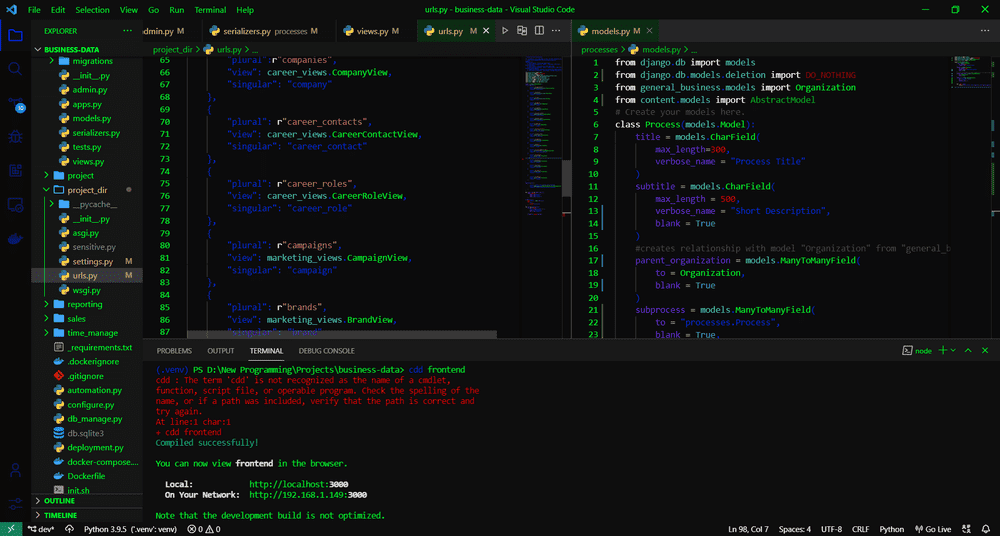 File Edit Selection View Go Run Terminal Help
urls.py - business-data - Visual Studio Code
EXPLORER
BUSINESS-DATA
migrations
__init__.py
admin.py
apps.py
models.py
serializers.py
tests.py
views.py
project
project_dir
__pycache__
__init__.py
asgi.py
sensitive.py
settings.py M
urls.py M
wsgi.py
reporting
sales
time_manage
_requirements.txt
.dockerignore
.gitignore
automation.py
configure.py
db_manage.py
db.sqlite3
deployment.py
docker-compose....
Dockerfile
init.sh
OUTLINE
TIMELINE
10
admin.py M
serializers.py processes M
views.py M
urls.py M
project_dir > urls.py > ...
65 "plural": r"companies",
66 "view": career_views.CompanyView,
67 "singular": "company"
68 },
69 {
70 "plural": r"career_contacts",
71 "view": career_views.CareerContactView,
72 "singular": "career_contact"
73 },
74 {
75 "plural": r"career_roles",
76 "view": career_views.CareerRoleView,
77 "singular": "career_role"
78 },
79 {
80 "plural": r"campaigns",
81 "view": marketing_views.CampaignView,
82 "singular": "campaign"
83 },
84 {
85 "plural": r"brands",
86 "view": marketing_views.BrandView,
87 "singular": "brand"
models.py M
processes > models.py > ...
1 from django.db import models
2 from django.db.models.deletion import DO_NOTHING
3 from general_business.models import Organization
4 from content.models import AbstractModel
5 # Create your models here.
6 class Process(models.Model):
7 title = models.CharField(
8 max_length=300,
9 verbose_name = "Process Title"
10 )
11 subtitle = models.CharField(
12 max_length = 500,
13 verbose_name = "Short Description",
14 blank = True
15 )
16 #creates relationship with model "Organization" from "general_b
17 parent_organization = models.ManyToManyField(
18 to = Organization,
19 blank = True
20 )
21 subprocess = models.ManyToManyField(
22 to = "processes.Process",
23 blank = True,
PROBLEMS OUTPUT TERMINAL DEBUG CONSOLE
node
(.venv) PS D:\New Programming\Projects\business-data> cdd frontend
cdd : The term 'cdd' is not recognized as the name of a cmdlet,
function, script file, or operable program. Check the spelling of the
name, or if a path was included, verify that the path is correct and
try again.
At line:1 char:1
+ cdd frontend
Compiled successfully!
You can now view frontend in the browser.
Local: http://localhost:3000
On Your Network: http://192.168.1.149:3000
Note that the development build is not optimized.
dev*
Python 3.9.5 ('.venv': venv)
0 0
Ln 98, Col 7
Spaces: 4
UTF-8
CRLF
Python
Go Live